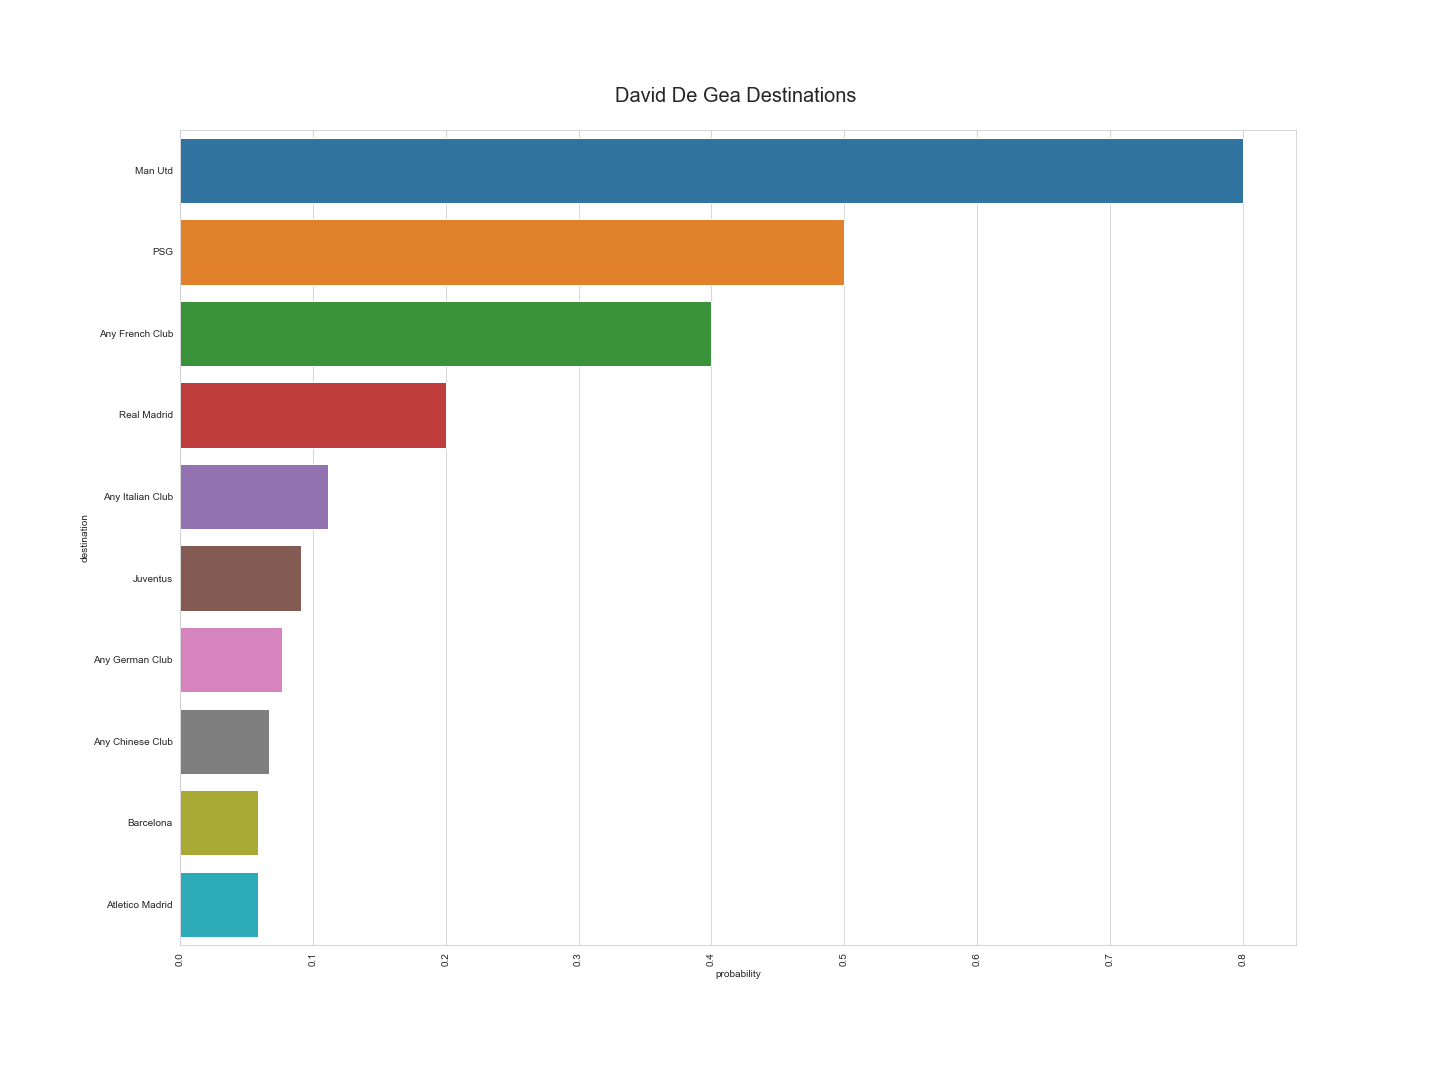 David De Gea Destinations
Man Utd
PSG
Any French Club
Real Madrid
Any Italian Club
Juventus
Any German Club
Any Chinese Club
Barcelona
Atletico Madrid
destination
0.0 0.1 0.2 0.3 0.4 0.5 0.6 0.7 0.8
probability